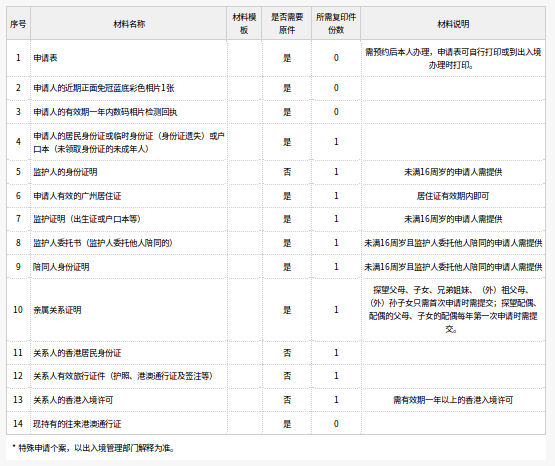 序号 材料名称 材料模板 是否需要原件 所需复印件份数 材料说明
1 申请表 是 0 需预约后本人办理，申请表可自行打印或到出入境
办理时打印。
2 申请人的近期正面免冠蓝底彩色相片1张 是 0
3 申请人的有效期一年内数码相片检测回执 是 0
4 申请人的居民身份证或临时身份证（身份证遗失）或户
口本（未领取身份证的未成年人） 是 1
5 监护人的身份证明 否 1 未满16周岁的申请人需提供
6 申请人有效的广州居住证 是 1 居住证有效期内即可
7 监护证明（出生证或户口本等） 是 1 未满16周岁的申请人需提供
8 监护人委托书（监护人委托他人陪同的） 是 1 未满16周岁且监护人委托他人陪同的申请人需提供
9 陪同人身份证明 是 1 未满16周岁且监护人委托他人陪同的申请人需提供
10 亲属关系证明 是 1 探望父母、子女、兄弟姐妹、（外）祖父母、
（外）孙子女只需首次申请时需提交；探望配偶、
配偶的父母、子女的配偶每年第一次申请时需提
交。
11 关系人的香港居民身份证 否 1
12 关系人有效旅行证件（护照、港澳通行证及签注等） 否 1
13 关系人的香港入境许可 否 1 需有效期一年以上的香港入境许可
14 现持有的往来港澳通行证 是 0
* 特殊申请个案，以出入境管理部门解释为准。